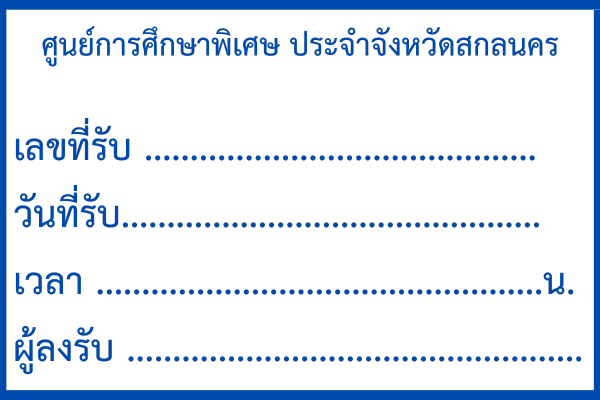 ศูนย์การศึกษาพิเศษ ประจำจังหวัดสกลนคร
เลขที่รับ ...........................................
วันที่รับ..............................................
เวลา .................................................น.
ผู้ลงรับ ..................................................